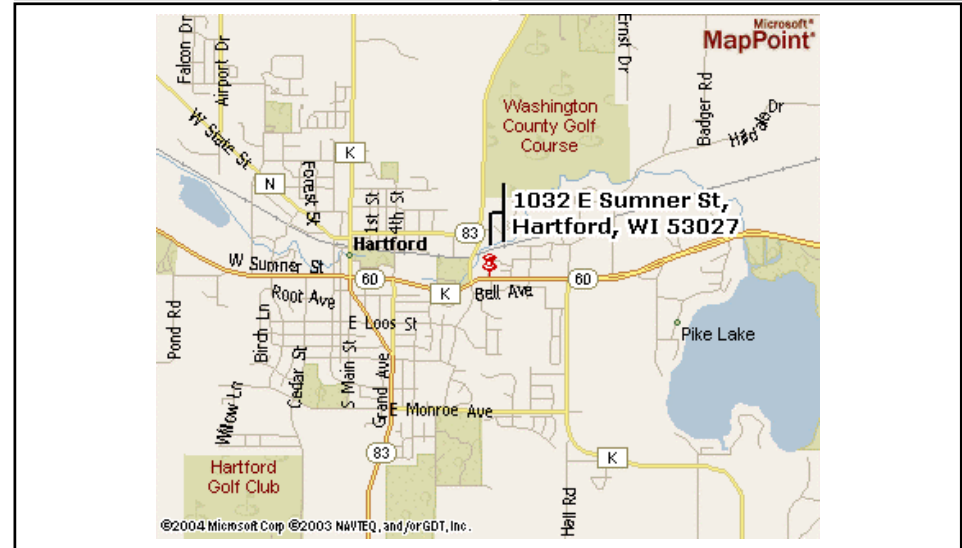 Microsoft®
MapPoint®
Falcon Dr
Airport Dr
Ernst Dr
Badger Rd
Hillcrale Dr
Washington
County Golf
Course
W State St
K
N
Forest St
1st St
4th St
83
Hartford
1032 E Sumner St,
Hartford, WI 53027
W Sumner St
60
K
Bell Ave
60
Root Ave
E Loos St
Pond Rd
Birch Ln
Cedar St
S Main St
Grand Ave
Pike Lake
Willow Ln
E Monroe Ave
83
K
Hartford
Golf Club
Hall Rd
©2004 Microsoft Corp ©2003 NAVTEQ, and/or GDT, Inc.